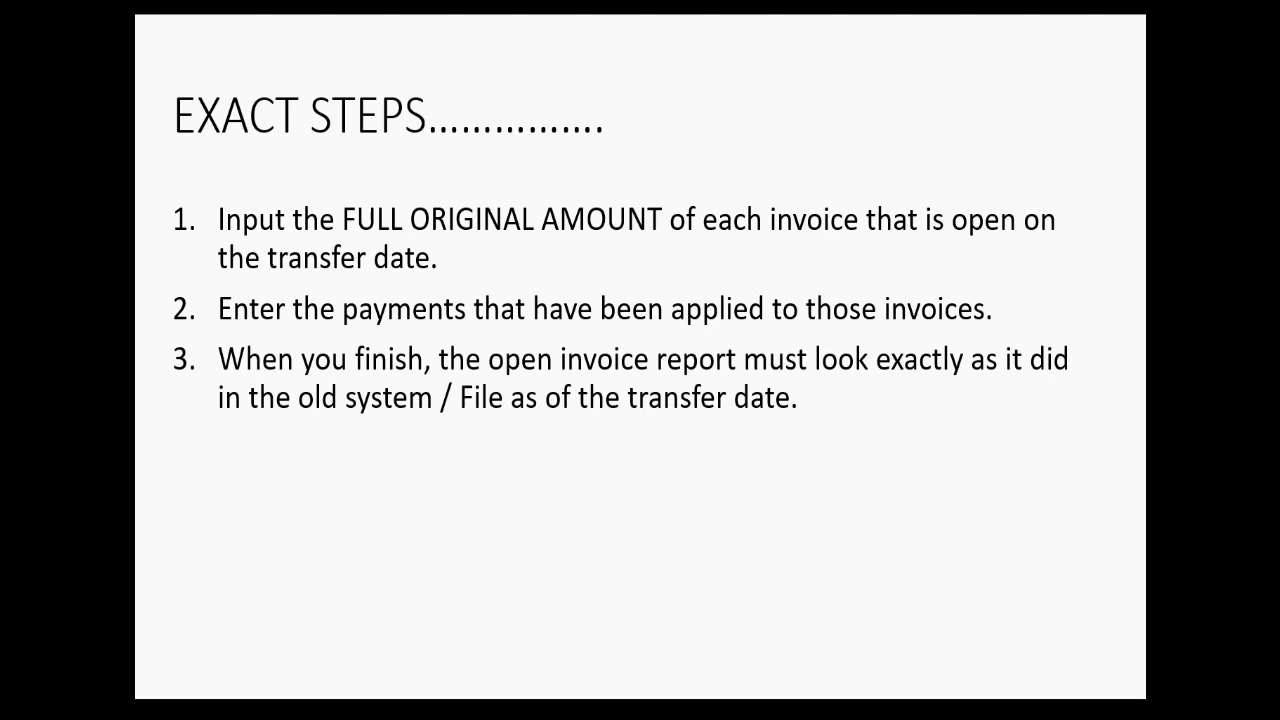 EXACT STEPS................
1. Input the FULL ORIGINAL AMOUNT of each invoice that is open on
the transfer date.
2. Enter the payments that have been applied to those invoices.
3. When you finish, the open invoice report must look exactly as it did
in the old system / File as of the transfer date.